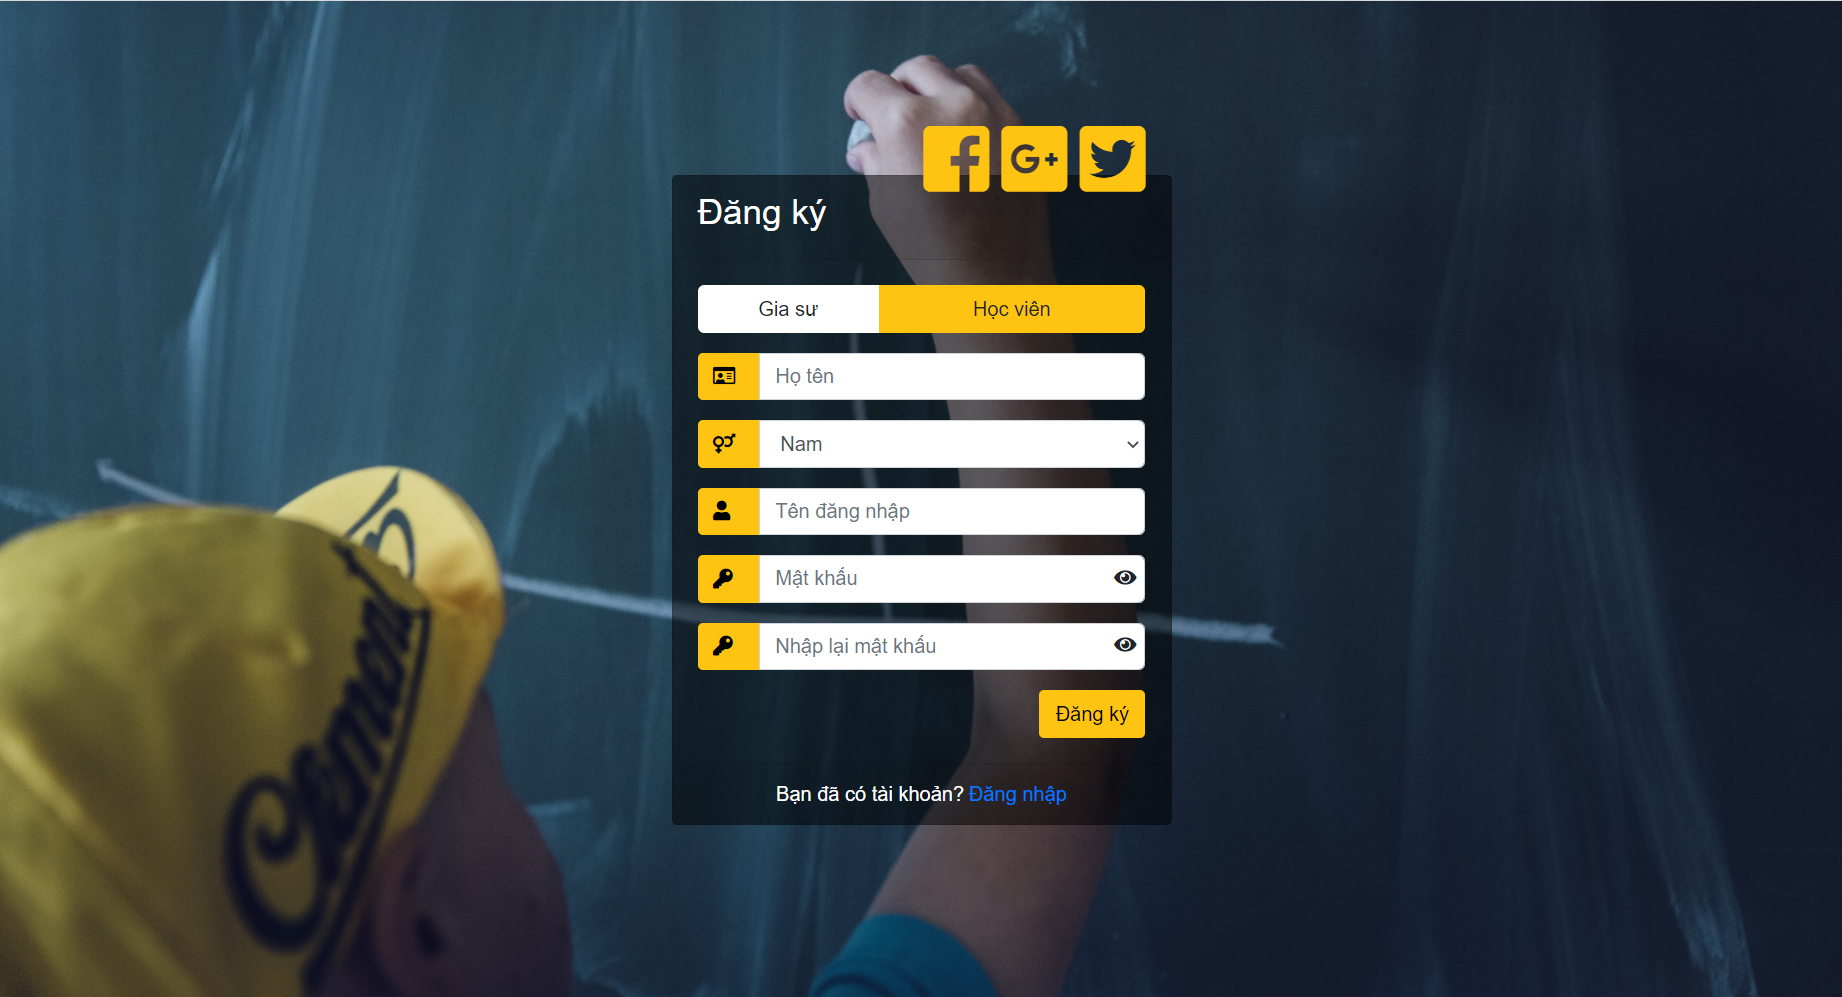 Đăng ký
Gia sư
Học viên
Họ tên
Nam
Tên đăng nhập
Mật khẩu
Nhập lại mật khẩu
Đăng ký
Bạn đã có tài khoản? Đăng nhập